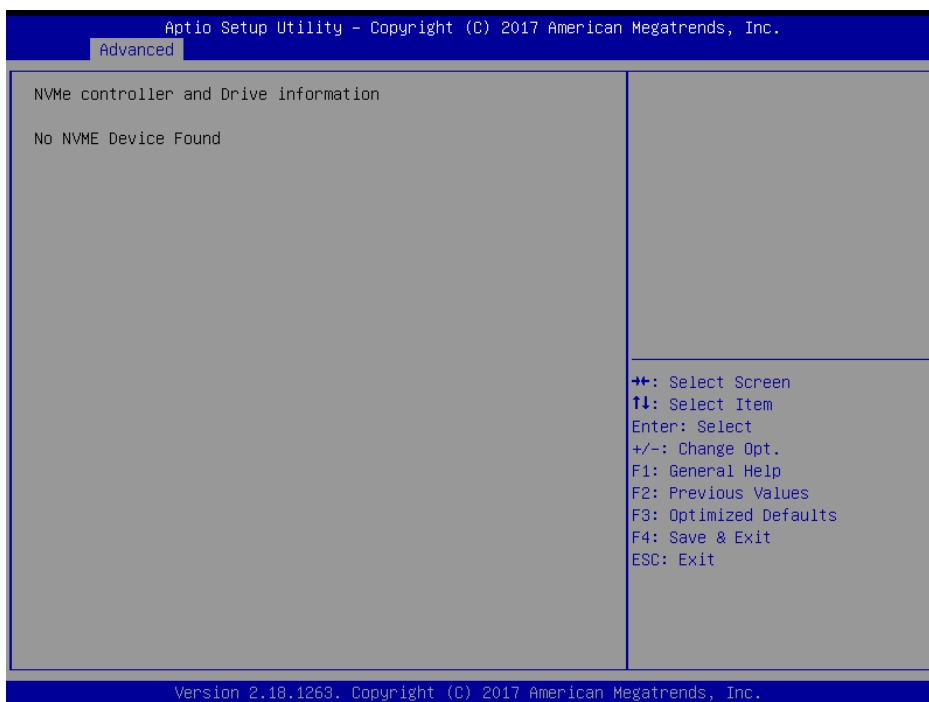 Aptio Setup Utility – Copyright (C) 2017 American Megatrends, Inc.
Advanced
NVMe controller and Drive information
No NVME Device Found
→←: Select Screen
↑↓: Select Item
Enter: Select
+/-: Change Opt.
F1: General Help
F2: Previous Values
F3: Optimized Defaults
F4: Save & Exit
ESC: Exit
Version 2.18.1263. Copyright (C) 2017 American Megatrends, Inc.